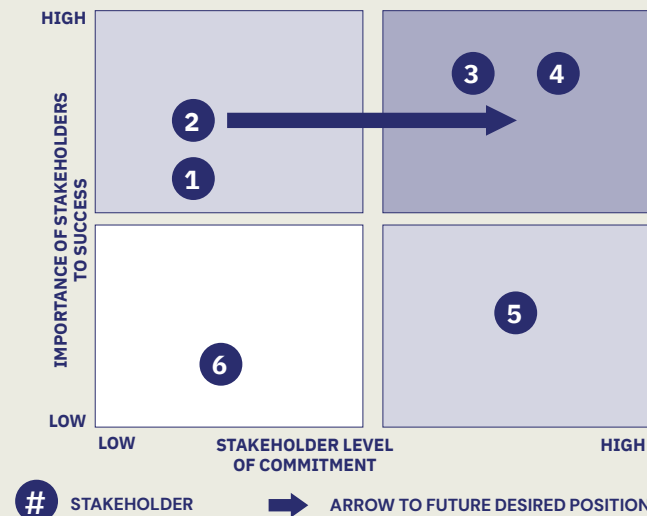 HIGH
3
4
2
1
IMPORTANCE OF STAKEHOLDERS
TO SUCCESS
5
6
LOW
LOW
STAKEHOLDER LEVEL
OF COMMITMENT
HIGH
# STAKEHOLDER
ARROW TO FUTURE DESIRED POSITION